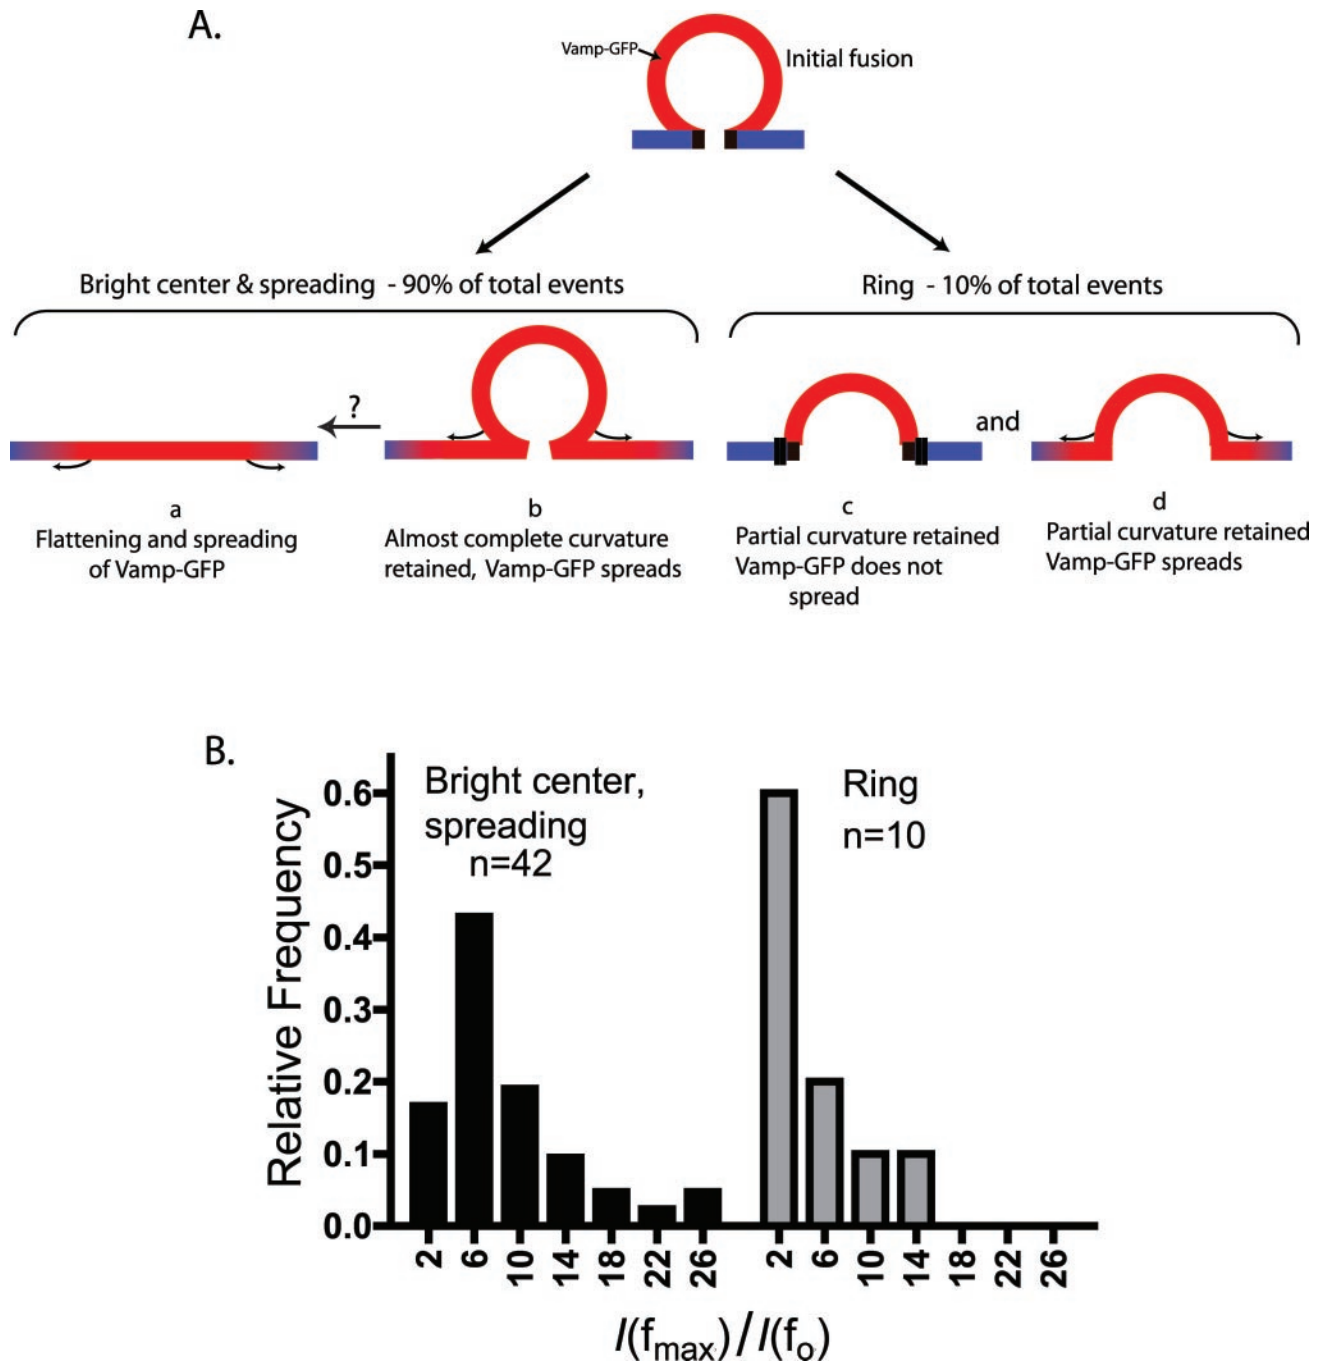 A.
Vamp-GFP
Initial fusion
Bright center & spreading - 90% of total events
Ring - 10% of total events
?
and
a
Flattening and spreading
of Vamp-GFP
b
Almost complete curvature
retained, Vamp-GFP spreads
c
Partial curvature retained
Vamp-GFP does not
spread
d
Partial curvature retained
Vamp-GFP spreads
B.
Bright center,
spreading
n=42
Ring
n=10
Relative Frequency
0.6
0.5
0.4
0.3
0.2
0.1
0.0
2 6 10 14 18 22 26 2 6 10 14 18 22 26
I(fmax)/I(fo)